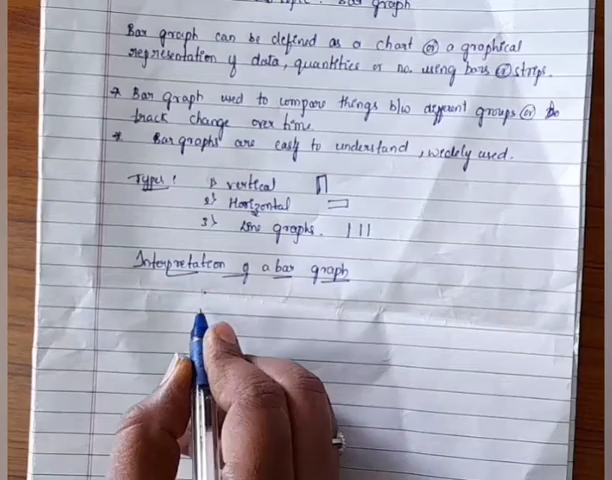 Bar graph
Bar graph can be defined as a chart or a graphical
representation of data, quantities or no. using bars or strips.
* Bar graph used to compare things b/w different groups or to
track change over time.
* Bar graphs are easy to understand, widely used.
Types: 1) vertical
2) Horizontal
3) Line graphs.
Interpretation of a bar graph